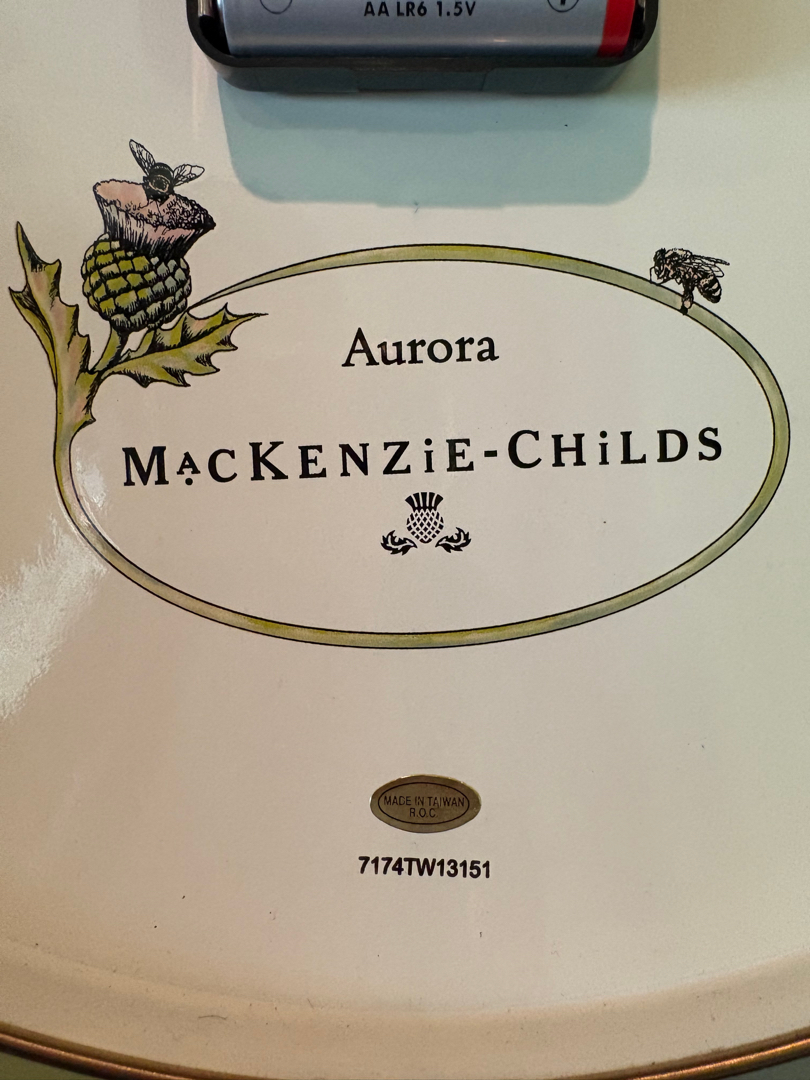 AA LR6 1.5V
Aurora
MacKENZiE-CHiLDS
MADE IN TAIWAN
R.O.C
7174TW13151